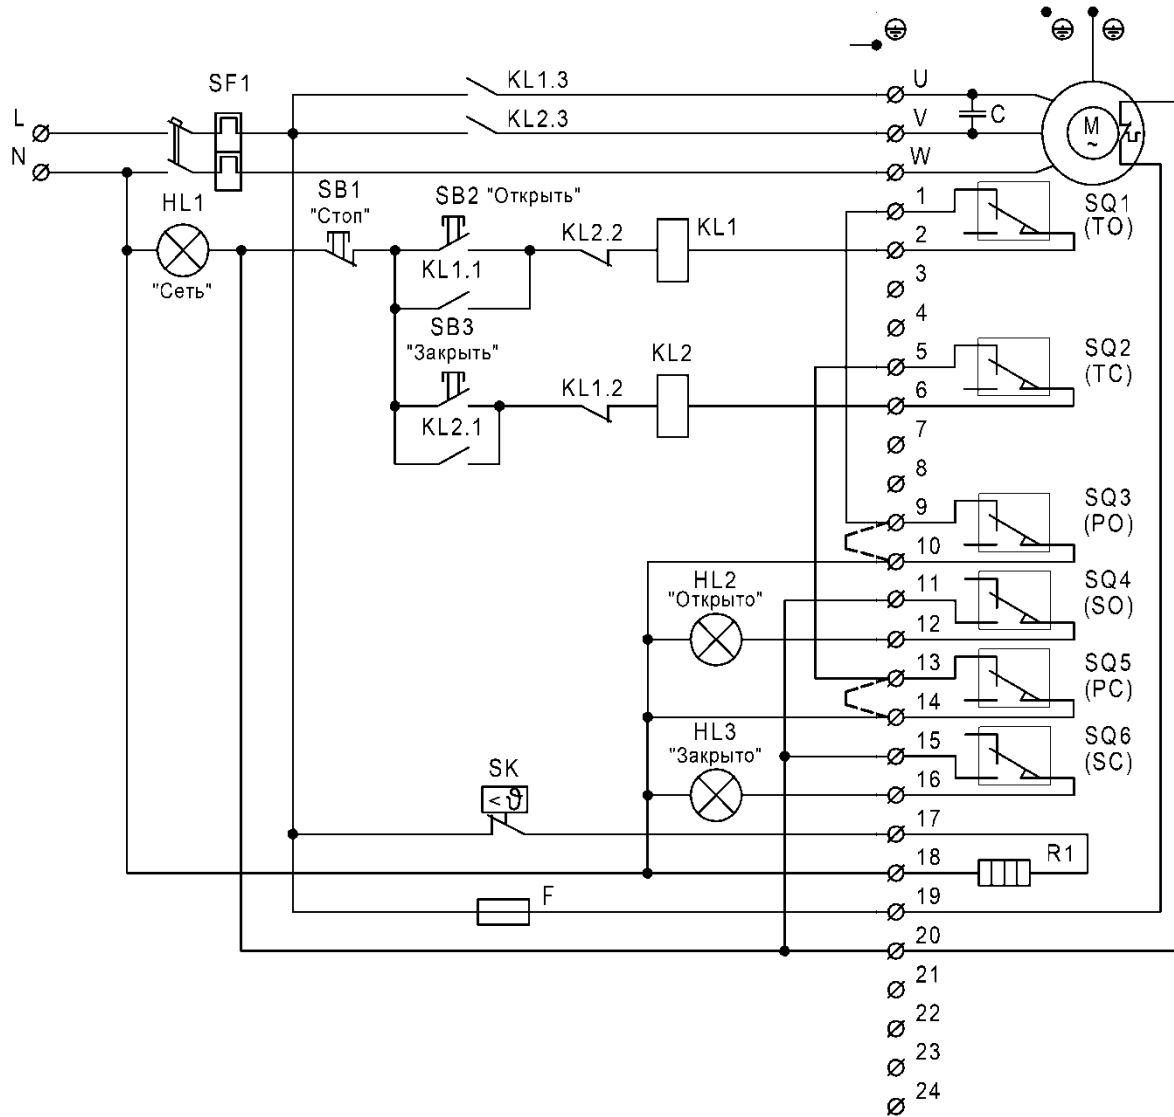 SF1
KL1.3
U
L
KL2.3
C
V
M
~
N
W
HL1
SB1
"Стоп"
SB2 "Открыть"
KL2.2
KL1
1
SQ1
(TO)
2
KL1.1
"Сеть"
3
SB3
"Закрыть"
4
KL2
5
SQ2
(TC)
KL1.2
6
KL2.1
7
8
9
SQ3
(PO)
10
HL2
"Открыто"
11
SQ4
(SO)
12
13
SQ5
(PC)
14
HL3
"Закрыто"
15
SQ6
(SC)
SK
< ϑ
16
17
18
R1
F
19
20
21
22
23
24